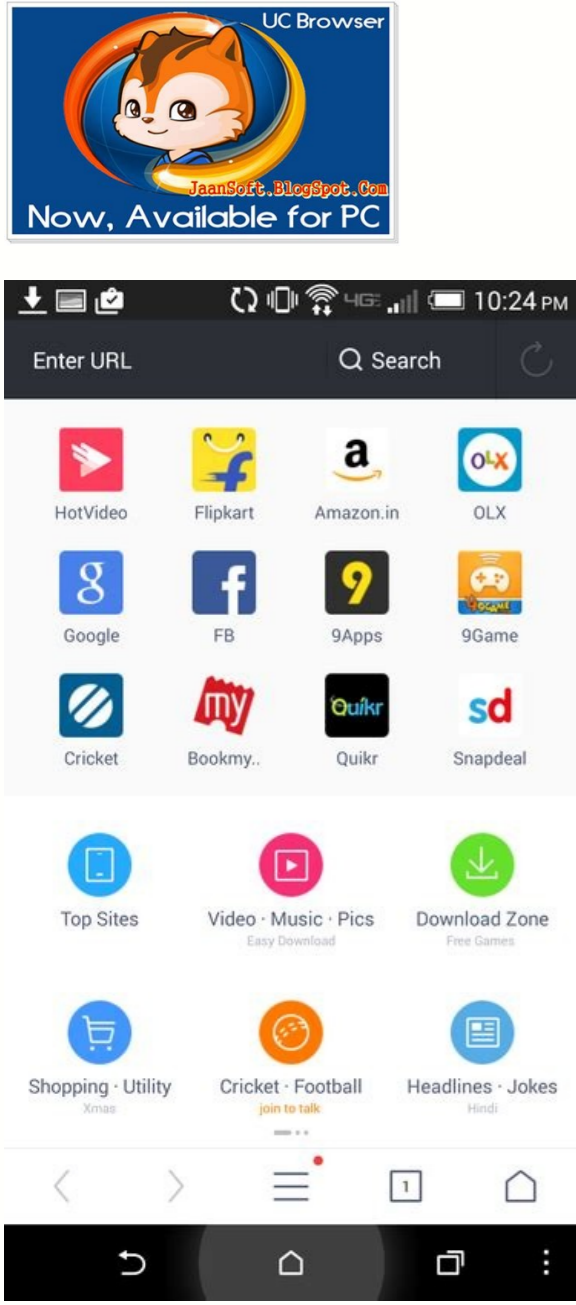 UC Browser
JaanSoft.BlogSpot.Com
Now, Available for PC
4GE 10:24 PM
Enter URL Search
a OLX
HotVideo Flipkart Amazon.in OLX
g f 9 9GAME
Google FB 9Apps 9Game
my Quikr sd
Cricket Bookmy.. Quikr Snapdeal
Top Sites Video · Music · Pics Download Zone
Easy Download Free Games
Shopping · Utility Cricket · Football Headlines · Jokes
Xmas join to talk Hindi
1